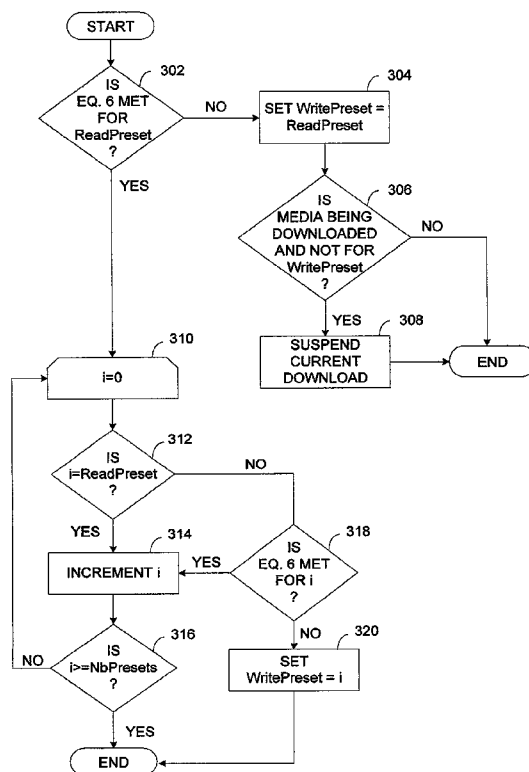 START
302
IS
EQ. 6 MET
FOR
ReadPreset
?
NO
YES
304
SET WritePreset =
ReadPreset
306
IS
MEDIA BEING
DOWNLOADED
AND NOT FOR
WritePreset
?
NO
YES
308
SUSPEND
CURRENT
DOWNLOAD
END
310
i=0
312
IS
i=ReadPreset
?
NO
YES
314
INCREMENT i
318
IS
EQ. 6 MET
FOR i
?
YES
NO
316
IS
i>=NbPresets
?
NO
YES
320
SET
WritePreset = i
END